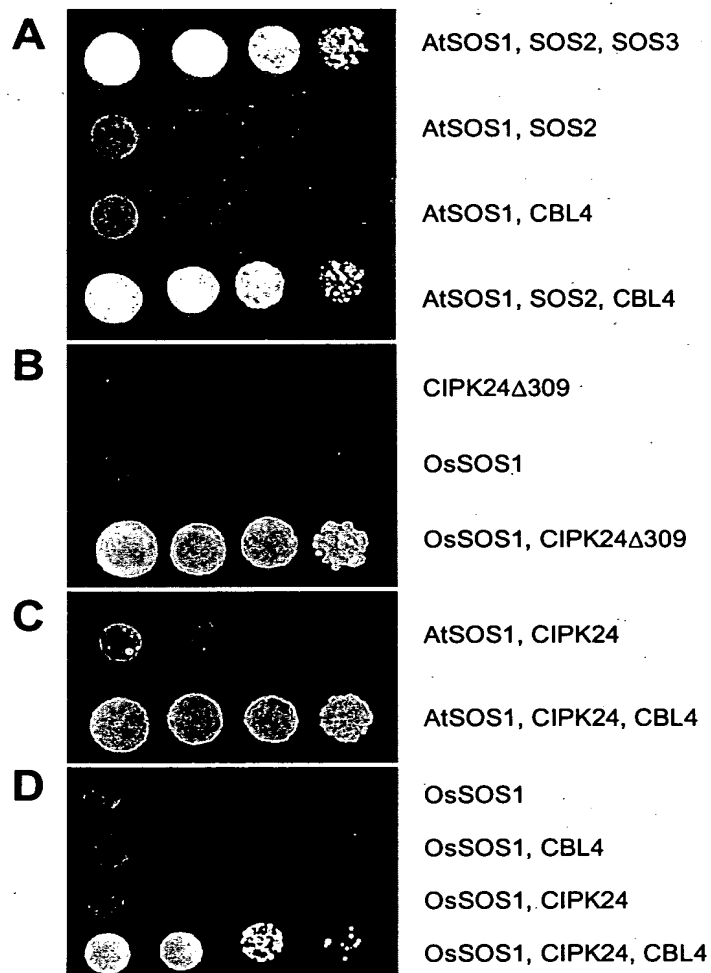 A
AtSOS1, SOS2, SOS3
AtSOS1, SOS2
AtSOS1, CBL4
AtSOS1, SOS2, CBL4
B
CIPK24Δ309
OsSOS1
OsSOS1, CIPK24Δ309
C
AtSOS1, CIPK24
AtSOS1, CIPK24, CBL4
D
OsSOS1
OsSOS1, CBL4
OsSOS1, CIPK24
OsSOS1, CIPK24, CBL4